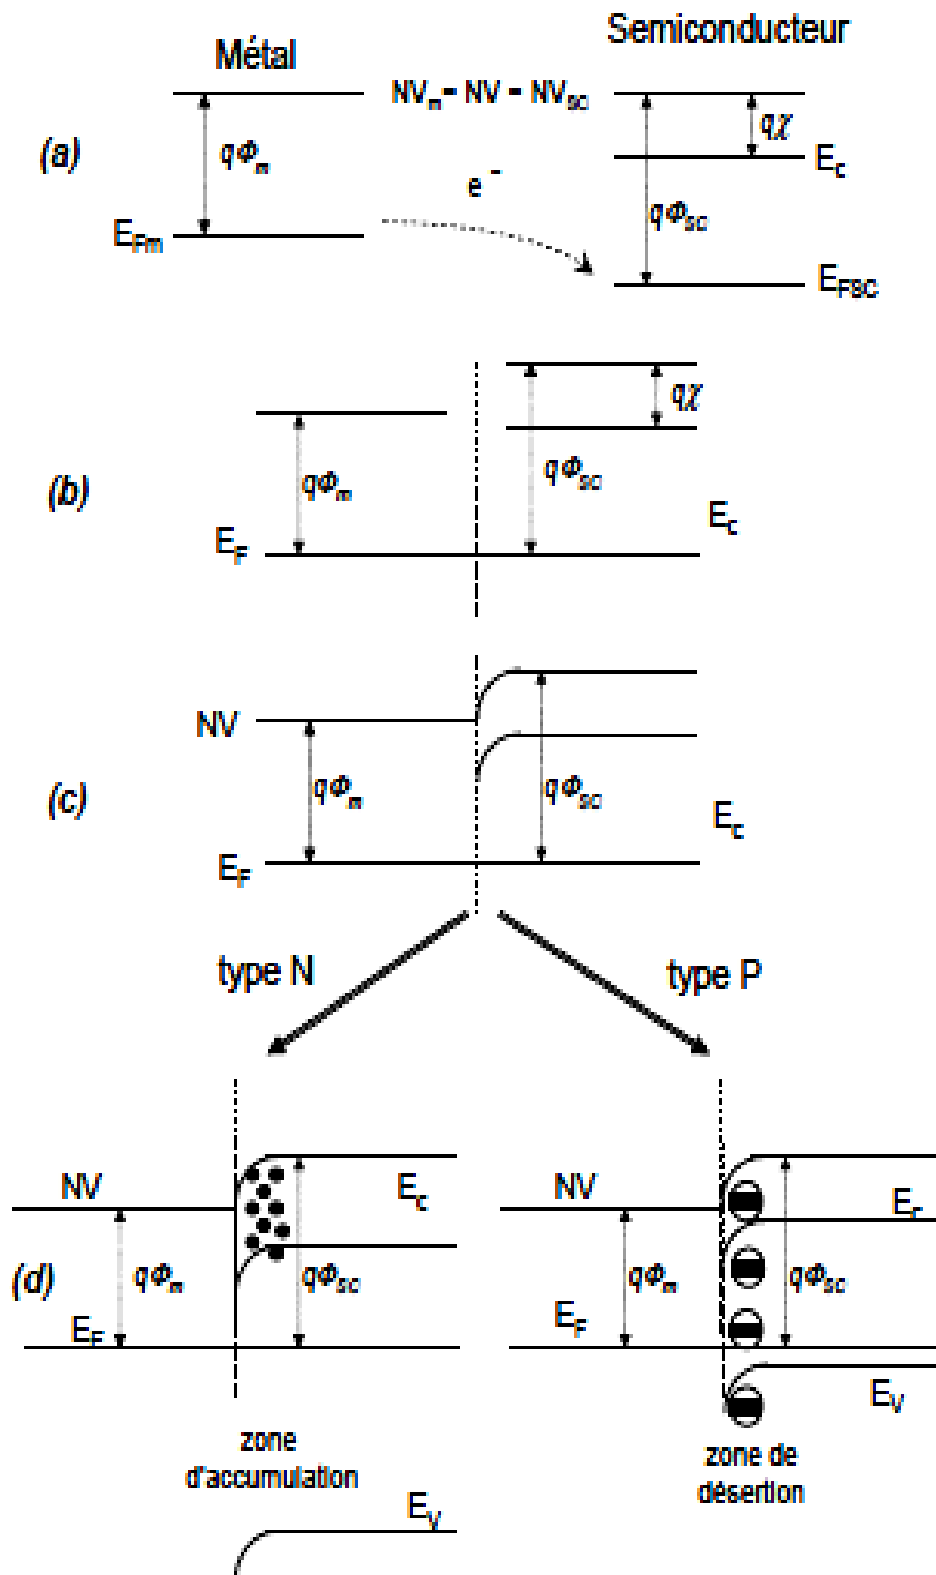 Métal
Semiconducteur
NVm - NV - NVsc
(a)
qΦm
qχ
Ec
e-
qΦsc
EFm
EFSC
qχ
(b)
qΦm
qΦsc
EF
Ec
NV
(c)
qΦm
qΦsc
Ec
EF
type N
type P
NV
Ec
NV
Ec
(d)
qΦm
qΦsc
qΦm
qΦsc
EF
EF
EV
zone
d'accumulation
zone de
désertion
EV